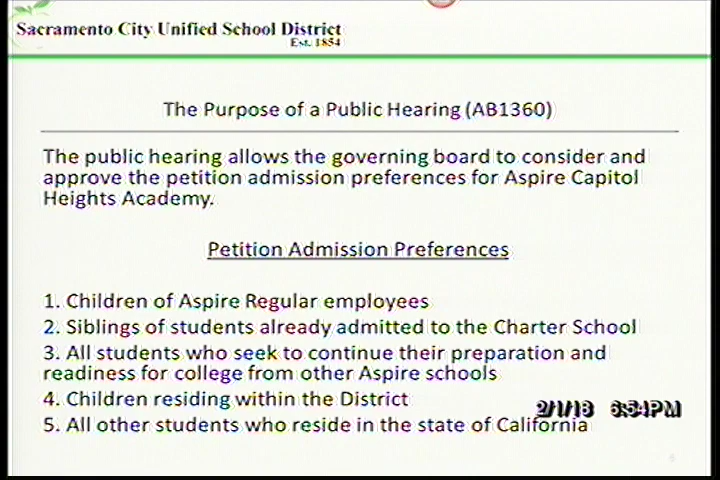 Sacramento City Unified School District
Est. 1854
The Purpose of a Public Hearing (AB1360)
The public hearing allows the governing board to consider and
approve the petition admission preferences for Aspire Capitol
Heights Academy.
Petition Admission Preferences
1. Children of Aspire Regular employees
2. Siblings of students already admitted to the Charter School
3. All students who seek to continue their preparation and
readiness for college from other Aspire schools
4. Children residing within the District
2/1/18 6:54PM
5. All other students who reside in the state of California